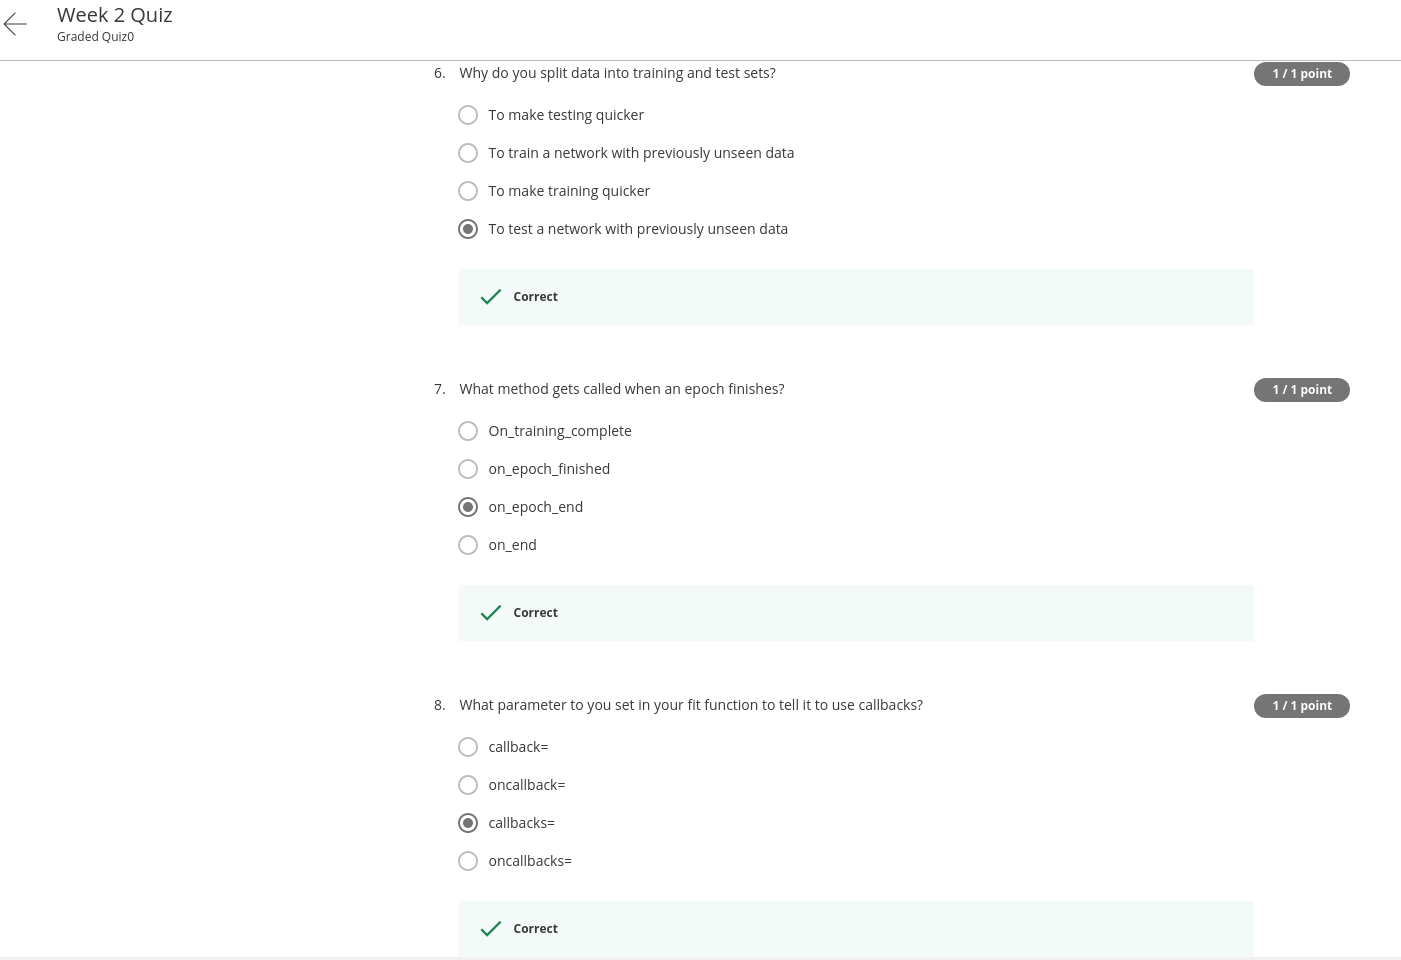 Week 2 Quiz
Graded Quiz0
6. Why do you split data into training and test sets?
1 / 1 point
To make testing quicker
To train a network with previously unseen data
To make training quicker
To test a network with previously unseen data
Correct
7. What method gets called when an epoch finishes?
1 / 1 point
On_training_complete
on_epoch_finished
on_epoch_end
on_end
Correct
8. What parameter to you set in your fit function to tell it to use callbacks?
1 / 1 point
callback=
oncallback=
callbacks=
oncallbacks=
Correct